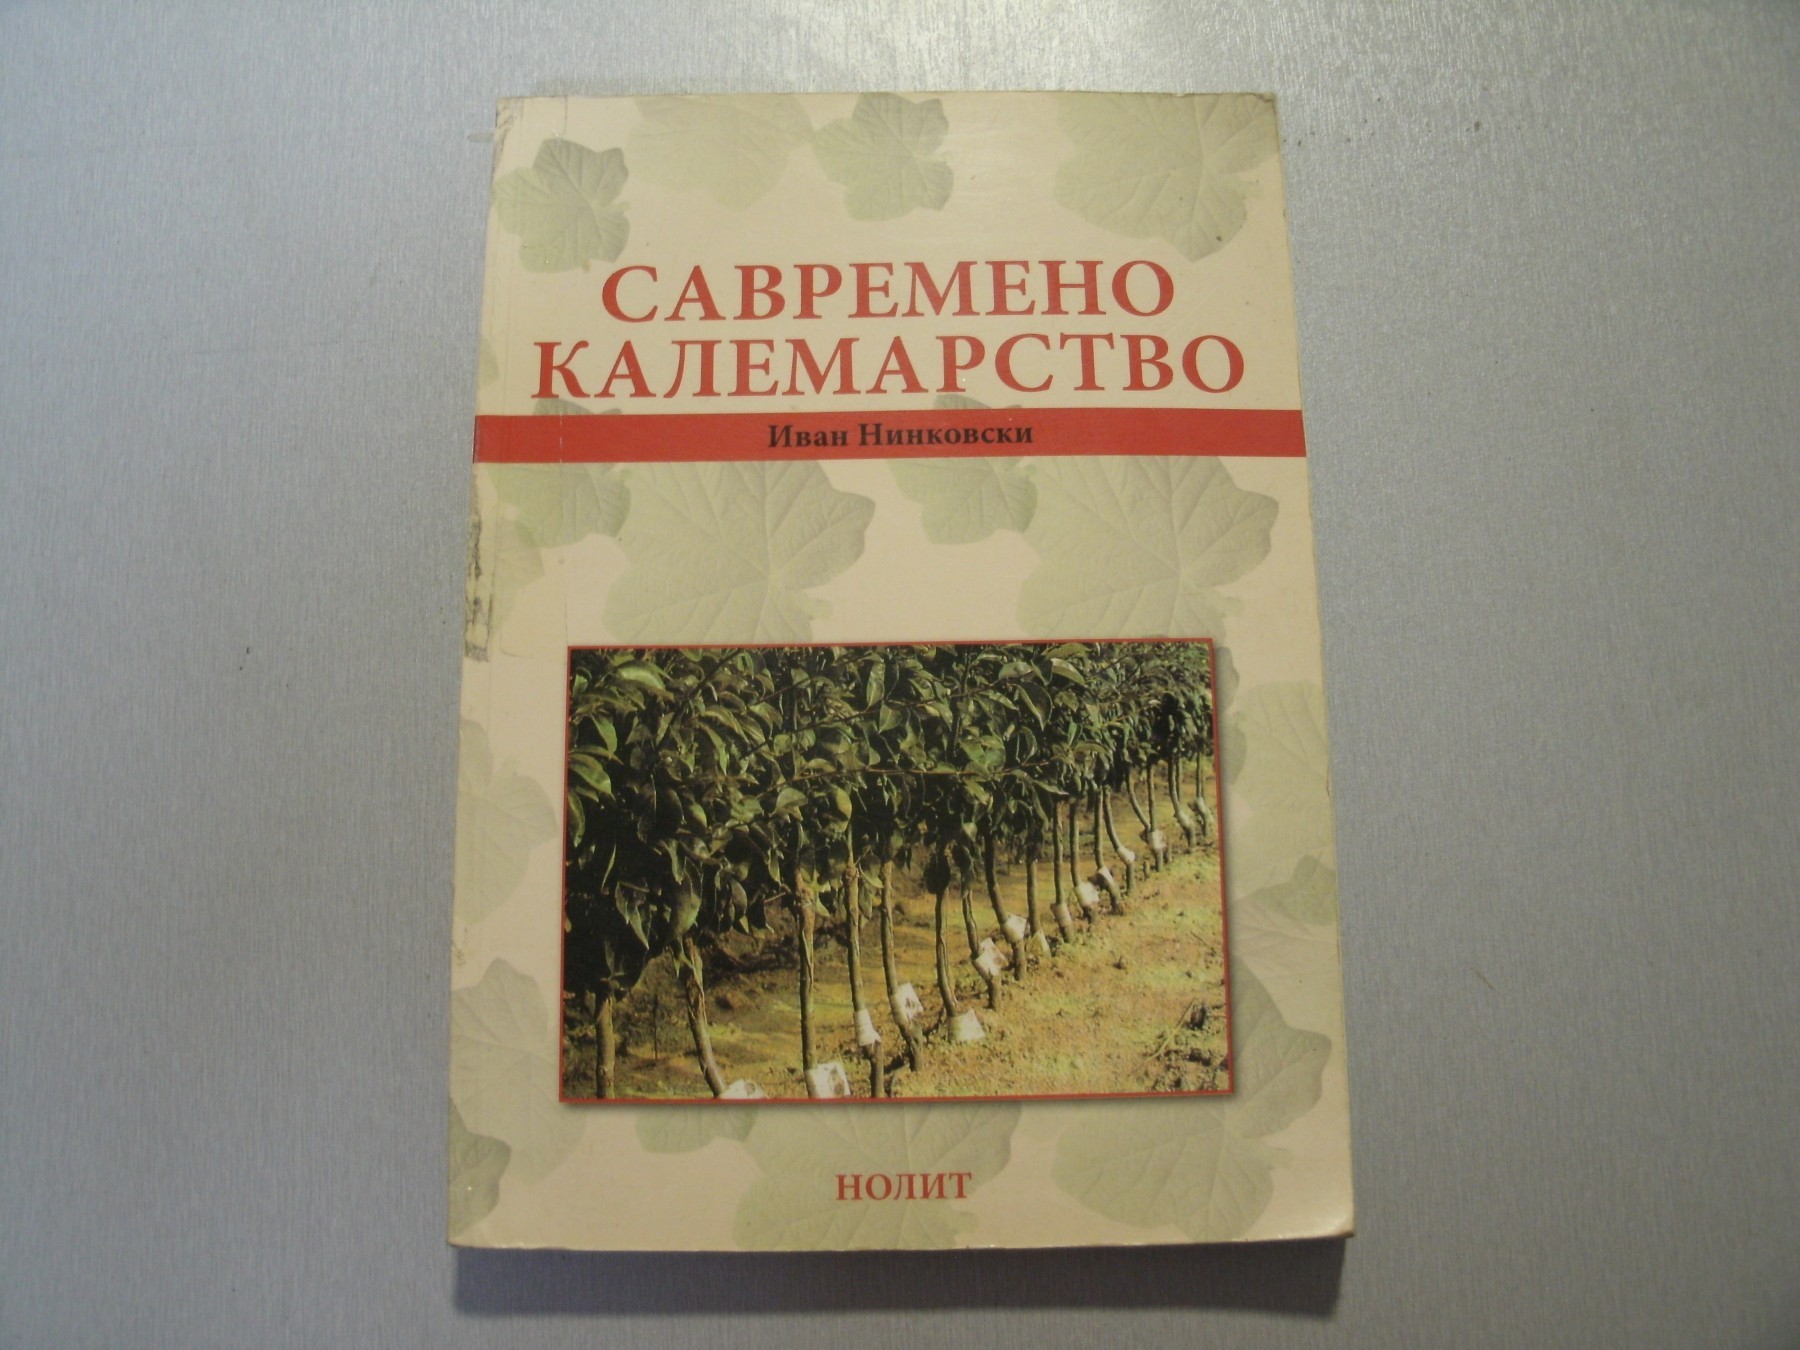 САВРЕМЕНО
КАЛЕМАРСТВО
Иван Нинковски
НОЛИТ